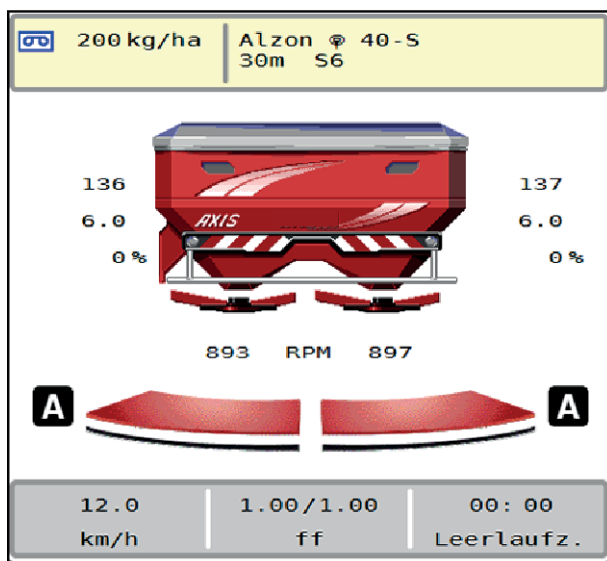 200 kg/ha
Alzon ® 40-S
30m S6
136
137
6.0
AXIS
6.0
0 %
0 %
893 RPM 897
A
A
12.0
1.00/1.00
00:00
km/h
ff
Leerlaufz.